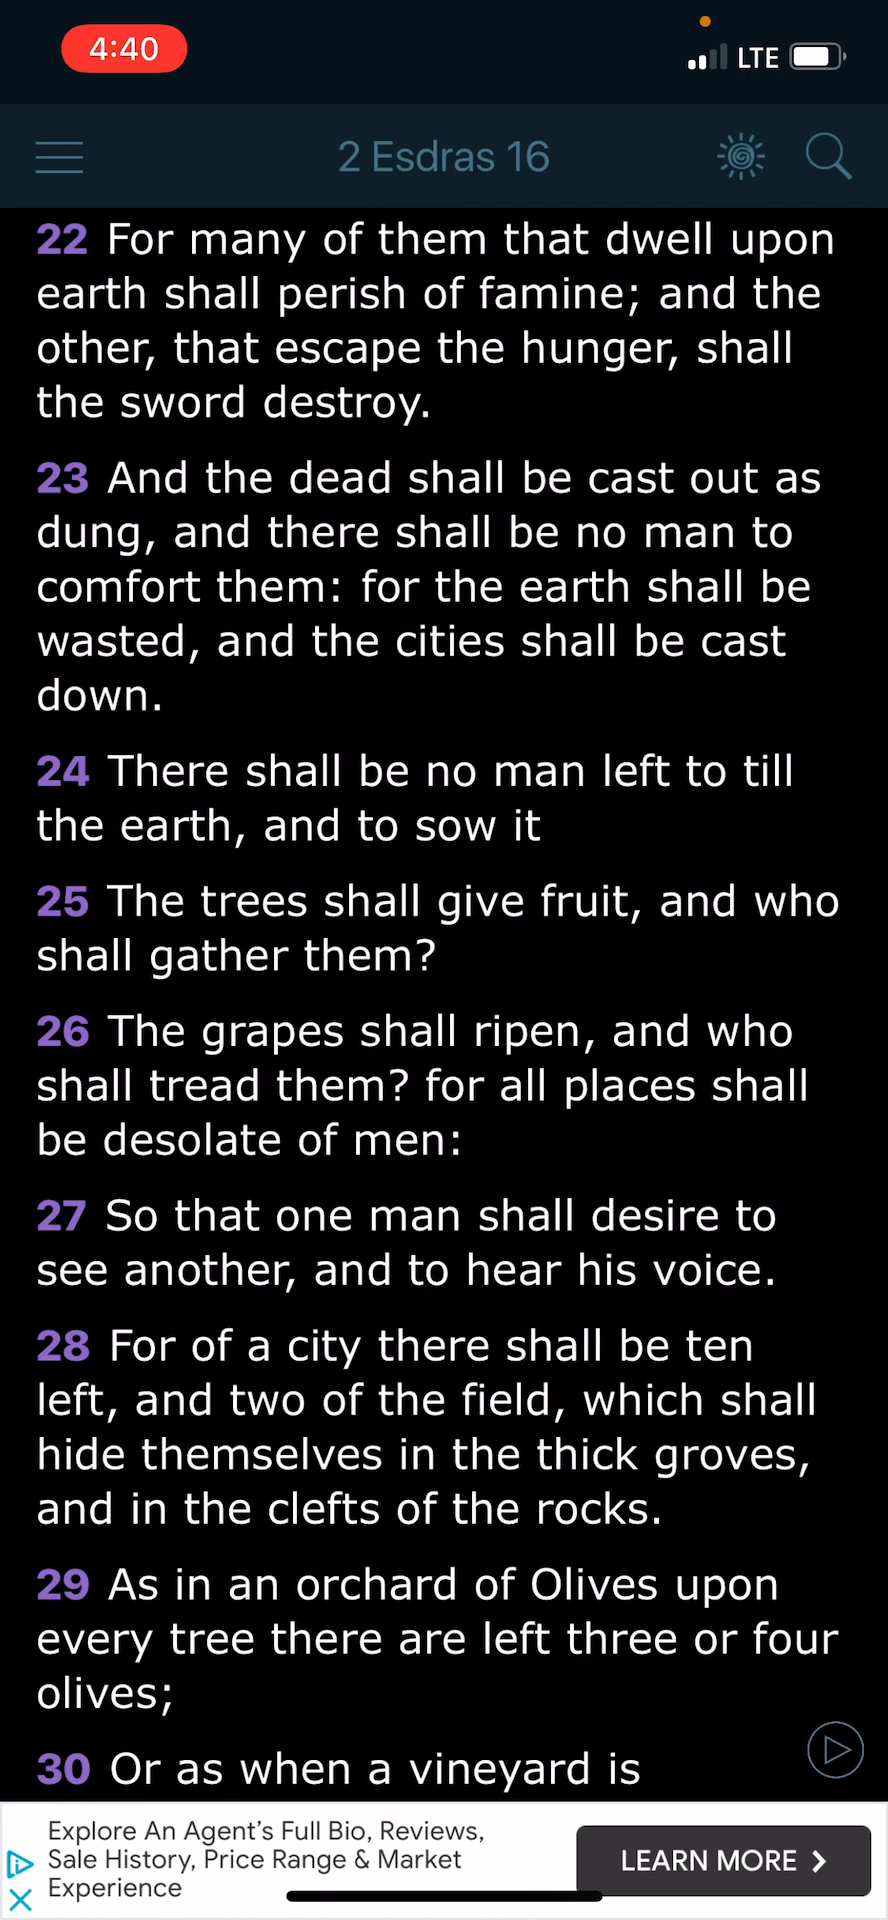 4:40
LTE
2 Esdras 16
22 For many of them that dwell upon
earth shall perish of famine; and the
other, that escape the hunger, shall
the sword destroy.
23 And the dead shall be cast out as
dung, and there shall be no man to
comfort them: for the earth shall be
wasted, and the cities shall be cast
down.
24 There shall be no man left to till
the earth, and to sow it
25 The trees shall give fruit, and who
shall gather them?
26 The grapes shall ripen, and who
shall tread them? for all places shall
be desolate of men:
27 So that one man shall desire to
see another, and to hear his voice.
28 For of a city there shall be ten
left, and two of the field, which shall
hide themselves in the thick groves,
and in the clefts of the rocks.
29 As in an orchard of Olives upon
every tree there are left three or four
olives;
30 Or as when a vineyard is
Explore An Agent's Full Bio, Reviews,
Sale History, Price Range & Market
Experience
LEARN MORE